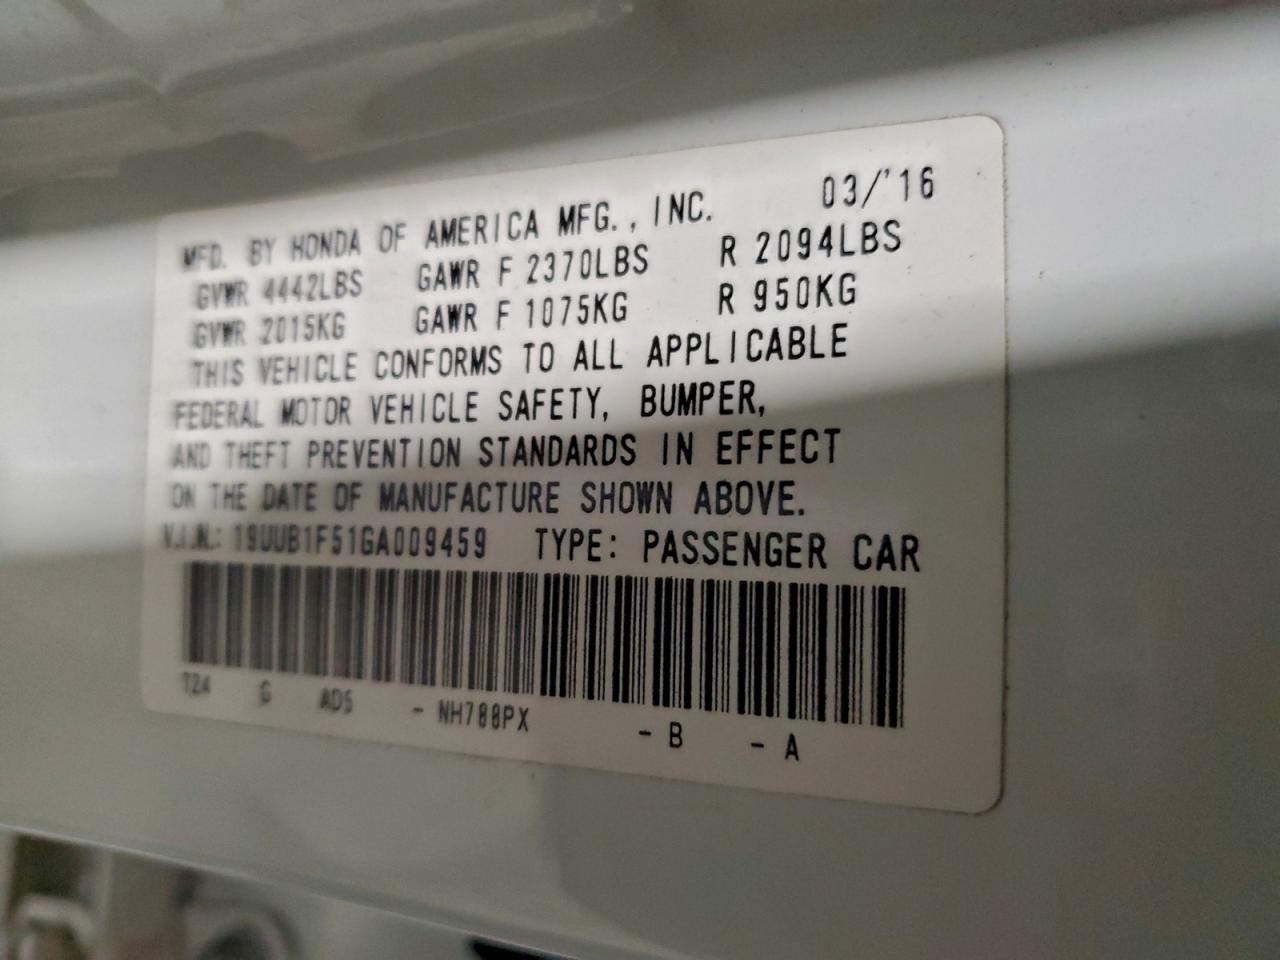 MFD. BY HONDA OF AMERICA MFG., INC. 03/'16
GVWR 4442LBS GAWR F 2370LBS R 2094LBS
GVWR 2015KG GAWR F 1075KG R 950KG
THIS VEHICLE CONFORMS TO ALL APPLICABLE
FEDERAL MOTOR VEHICLE SAFETY, BUMPER,
AND THEFT PREVENTION STANDARDS IN EFFECT
ON THE DATE OF MANUFACTURE SHOWN ABOVE.
V.I.N.: 19UUB1F51GA009459 TYPE: PASSENGER CAR
T24 G AD5 - NH788PX - B - A